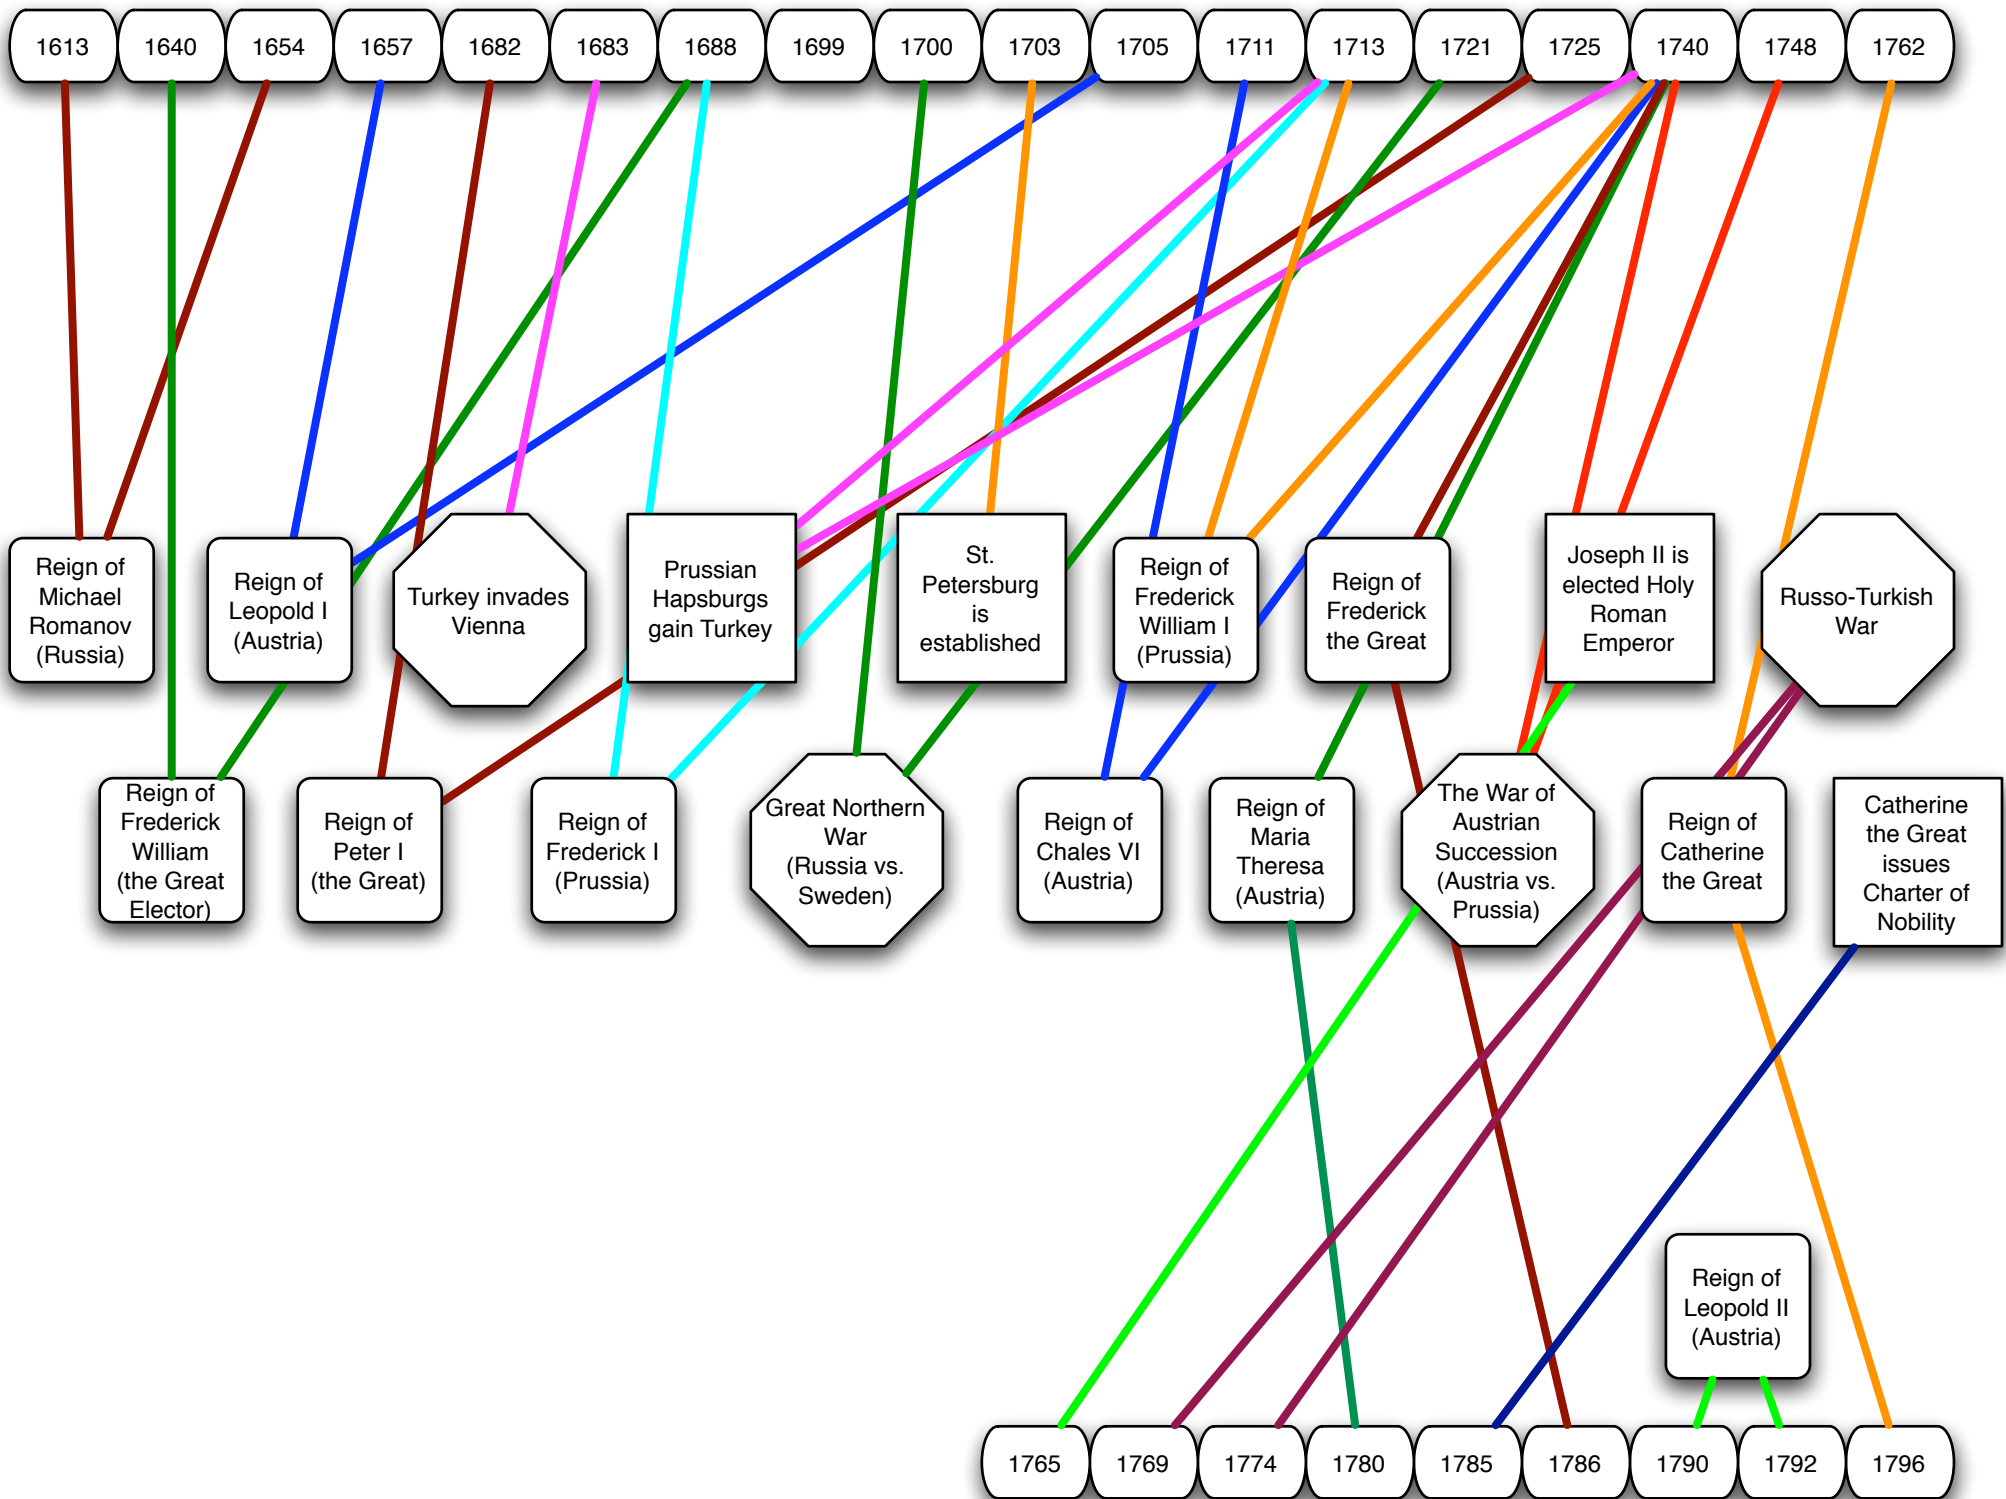 1613 1640 1654 1657 1682 1683 1688 1699 1700 1703 1705 1711 1713 1721 1725 1740 1748 1762
Reign of
Michael
Romanov
(Russia)
Reign of
Leopold I
(Austria)
Turkey invades
Vienna
Prussian
Hapsburgs
gain Turkey
St.
Petersburg
is
established
Reign of
Frederick
William I
(Prussia)
Reign of
Frederick
the Great
Joseph II is
elected Holy
Roman
Emperor
Russo-Turkish
War
Reign of
Frederick
William
(the Great
Elector)
Reign of
Peter I
(the Great)
Reign of
Frederick I
(Prussia)
Great Northern
War
(Russia vs.
Sweden)
Reign of
Chales VI
(Austria)
Reign of
Maria
Theresa
(Austria)
The War of
Austrian
Succession
(Austria vs.
Prussia)
Reign of
Catherine
the Great
Catherine
the Great
issues
Charter of
Nobility
Reign of
Leopold II
(Austria)
1765 1769 1774 1780 1785 1786 1790 1792 1796